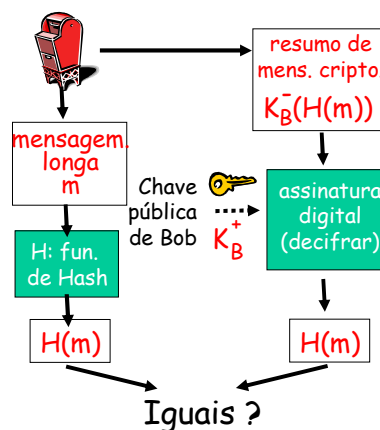 resumo de
mens. cripto
K_B^-(H(m))
mensagem.
longa
m
Chave
pública
de Bob
K_B^+
assinatura
digital
(decifrar)
H: fun.
de Hash
H(m)
H(m)
Iguais ?